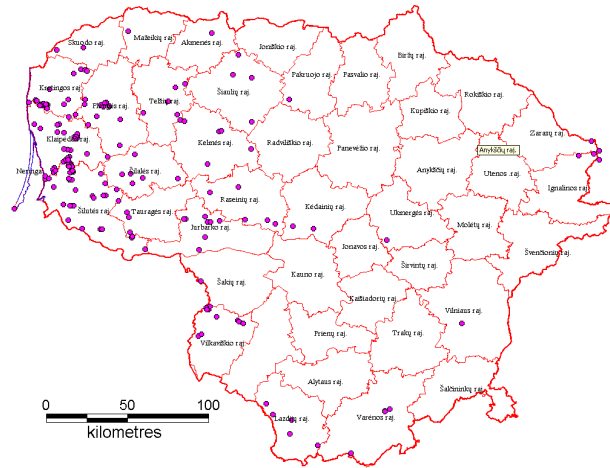 Skuodo raj.
Mažeikių raj.
Akmenės raj.
Joniškio raj.
Biržų raj.
Pakruojo raj.
Pasvalio raj.
Kretingos raj.
Plungės raj.
Telšių raj.
Šiaulių raj.
Rokiškio raj.
Kupiškio raj.
Klaipėdos raj.
Kelmės raj.
Radviliškio raj.
Panevėžio raj.
Zarasų raj.
Anykščių raj.
Neringa
Šilalės raj.
Anykščių raj.
Utenos raj.
Ignalinos raj.
Raseinių raj.
Kėdainių raj.
Šilutės raj.
Tauragės raj.
Jurbarko raj.
Ukmergės raj.
Molėtų raj.
Jonavos raj.
Švenčionių raj.
Širvintų raj.
Kauno raj.
Šakių raj.
Kaišiadorių raj.
Vilniaus raj.
Vilkaviškio raj.
Prienų raj.
Trakų raj.
Alytaus raj.
Šalčininkų raj.
Lazdijų raj.
Varėnos raj.
0 50 100
kilometres